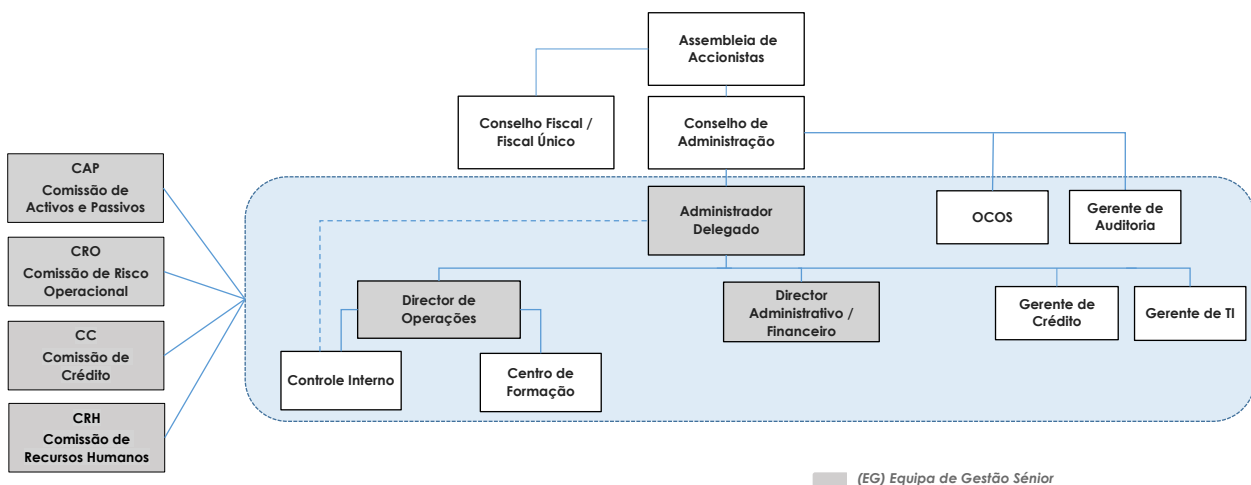 Assembleia de
Accionistas
Conselho Fiscal /
Fiscal Único
Conselho de
Administração
CAP
Comissão de
Activos e Passivos
CRO
Comissão de Risco
Operacional
CC
Comissão de
Crédito
CRH
Comissão de
Recursos Humanos
Administrador
Delegado
OCOS
Gerente de
Auditoria
Director de
Operações
Director
Administrativo /
Financeiro
Gerente de
Crédito
Gerente de TI
Controle Interno
Centro de
Formação
(EG) Equipa de Gestão Sénior